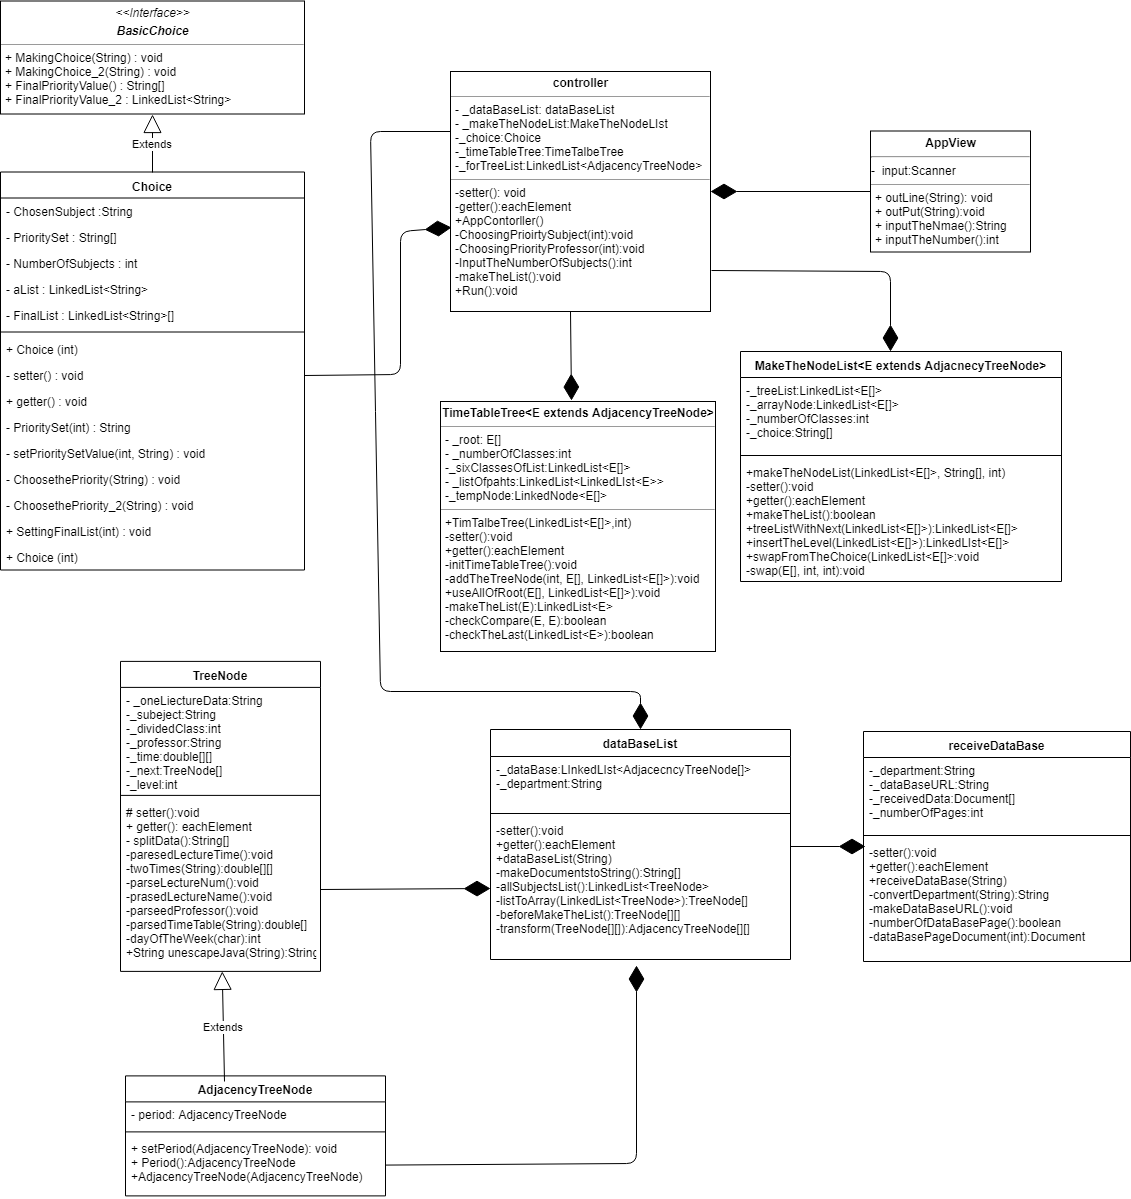 <<Interface>>
BasicChoice
+ MakingChoice(String) : void
+ MakingChoice_2(String) : void
+ FinalPriorityValue() : String[]
+ FinalPriorityValue_2 : LinkedList<String>
Extends
Choice
- ChosenSubject :String
- PrioritySet : String[]
- NumberOfSubjects : int
- aList : LinkedList<String>
- FinalList : LinkedList<String>[]
+ Choice (int)
- setter() : void
+ getter() : void
- PrioritySet(int) : String
- setPrioritySetValue(int, String) : void
- ChoosethePriority(String) : void
- ChoosethePriority_2(String) : void
+ SettingFinalList(int) : void
+ Choice (int)
controller
- _dataBaseList: dataBaseList
- _makeTheNodeList:MakeTheNodeLIst
-_choice:Choice
-_timeTableTree:TimeTalbeTree
-_forTreeList:LinkedList<AdjacencyTreeNode>
-setter(): void
-getter():eachElement
+AppContorller()
-ChoosingPrioirtySubject(int):void
-ChoosingPriorityProfessor(int):void
-InputTheNumberOfSubjects():int
-makeTheList():void
+Run():void
AppView
- input:Scanner
+ outLine(String): void
+ outPut(String):void
+ inputTheNmae():String
+ inputTheNumber():int
TimeTableTree<E extends AdjacencyTreeNode>
- _root: E[]
- _numberOfClasses:int
-_sixClassesOfList:LinkedList<E[]>
- _listOfpahts:LinkedList<LinkedLIst<E>>
-_tempNode:LinkedNode<E[]>
+TimTalbeTree(LinkedList<E[]>,int)
-setter():void
+getter():eachElement
-initTimeTableTree():void
-addTheTreeNode(int, E[], LinkedList<E[]>):void
+useAllOfRoot(E[], LinkedList<E[]>):void
-makeTheList(E):LinkedList<E>
-checkCompare(E, E):boolean
-checkTheLast(LinkedList<E>):boolean
MakeTheNodeList<E extends AdjacnecyTreeNode>
-_treeList:LinkedList<E[]>
-_arrayNode:LinkedList<E[]>
-_numberOfClasses:int
-_choice:String[]
+makeTheNodeList(LinkedList<E[]>, String[], int)
-setter():void
+getter():eachElement
+makeTheList():boolean
+treeListWithNext(LinkedList<E[]>):LinkedList<E[]>
+insertTheLevel(LinkedList<E[]>):LinkedLIst<E[]>
+swapFromTheChoice(LinkedList<E[]>:void
-swap(E[], int, int):void
TreeNode
- _oneLiectureData:String
-_subeject:String
-_dividedClass:int
-_professor:String
-_time:double[][]
-_next:TreeNode[]
-_level:int
# setter():void
+ getter(): eachElement
- splitData():String[]
-paresedLectureTime():void
-twoTimes(String):double[][]
-parseLectureNum():void
-prasedLectureName():void
-parseedProfessor():void
-parsedTimeTable(String):double[]
-dayOfTheWeek(char):int
+String unescapeJava(String):String
Extends
AdjacencyTreeNode
- period: AdjacencyTreeNode
+ setPeriod(AdjacencyTreeNode): void
+ Period():AdjacencyTreeNode
+AdjacencyTreeNode(AdjacencyTreeNode)
dataBaseList
-_dataBase:LInkedLIst<AdjacecncyTreeNode[]>
-_department:String
-setter():void
+getter():eachElement
+dataBaseList(String)
-makeDocumentstoString():String[]
-allSubjectsList():LinkedList<TreeNode>
-listToArray(LinkedList<TreeNode>):TreeNode[]
-beforeMakeTheList():TreeNode[][]
-transform(TreeNode[][]):AdjacencyTreeNode[][]
receiveDataBase
-_department:String
-_dataBaseURL:String
-_receivedData:Document[]
-_numberOfPages:int
-setter():void
+getter():eachElement
+receiveDataBase(String)
-convertDepartment(String):String
-makeDataBaseURL():void
-numberOfDataBasePage():boolean
-dataBasePageDocument(int):Document